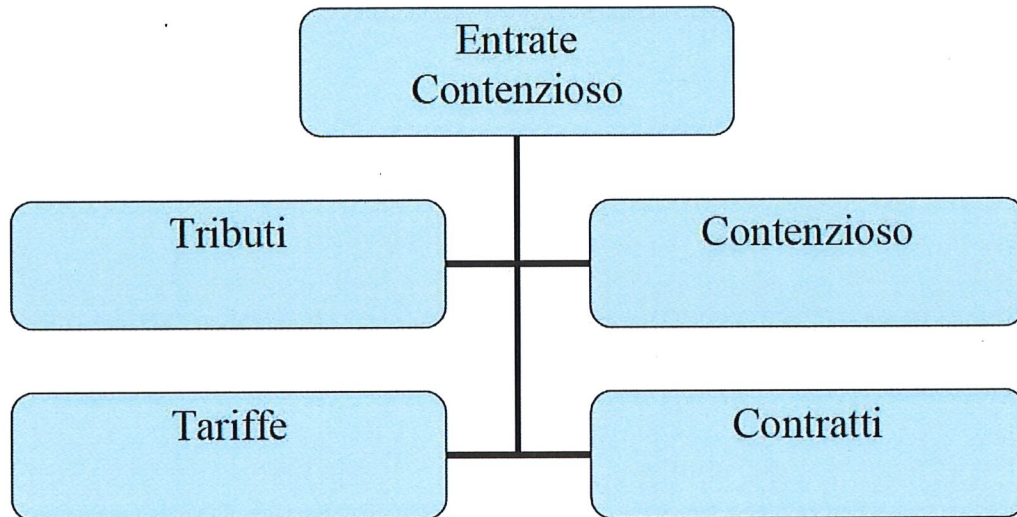 Entrate
Contenzioso
Tributi
Contenzioso
Tariffe
Contratti